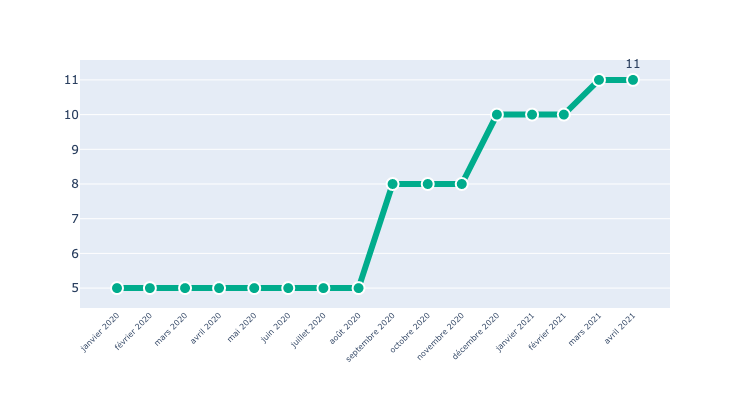 11
11
10
9
8
7
6
5
janvier 2020
février 2020
mars 2020
avril 2020
mai 2020
juin 2020
juillet 2020
août 2020
septembre 2020
octobre 2020
novembre 2020
décembre 2020
janvier 2021
février 2021
mars 2021
avril 2021